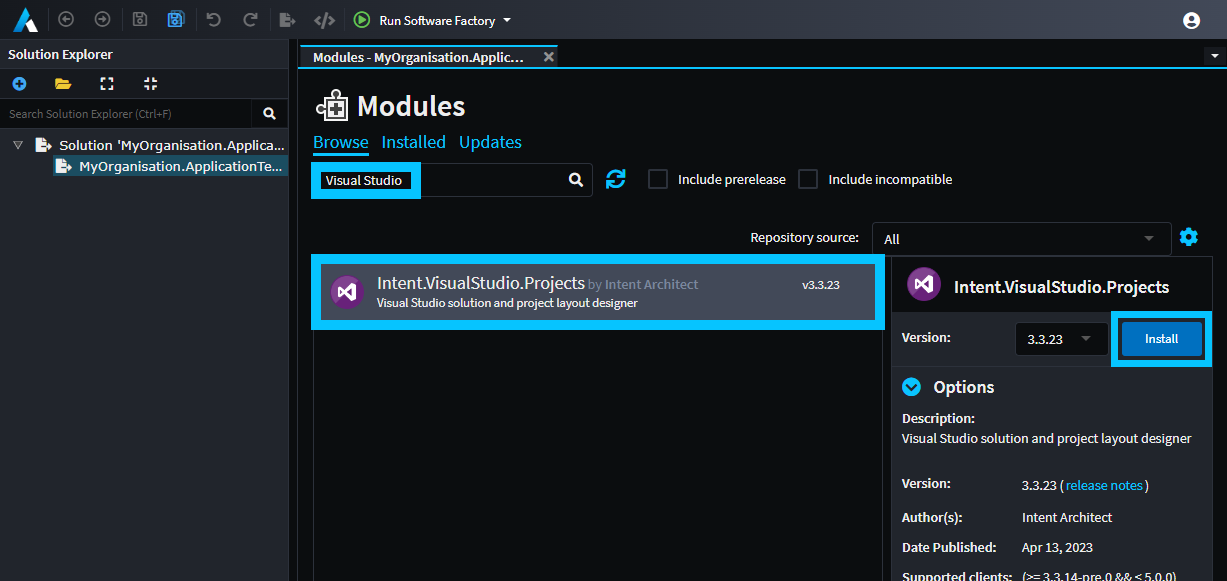 Run Software Factory
Solution Explorer
Modules - MyOrganisation.Applic...
Search Solution Explorer (Ctrl+F)
Solution 'MyOrganisation.Applica...
MyOrganisation.ApplicationTe...
Modules
Browse Installed Updates
Visual Studio
Include prerelease
Include incompatible
Repository source:
All
Intent.VisualStudio.Projects by Intent Architect
v3.3.23
Visual Studio solution and project layout designer
Intent.VisualStudio.Projects
Version:
3.3.23
Install
Options
Description:
Visual Studio solution and project layout designer
Version:
3.3.23 (release notes)
Author(s):
Intent Architect
Date Published:
Apr 13, 2023
Supported clients:
(>= 3.3.14-pre.0 && < 5.0.0)